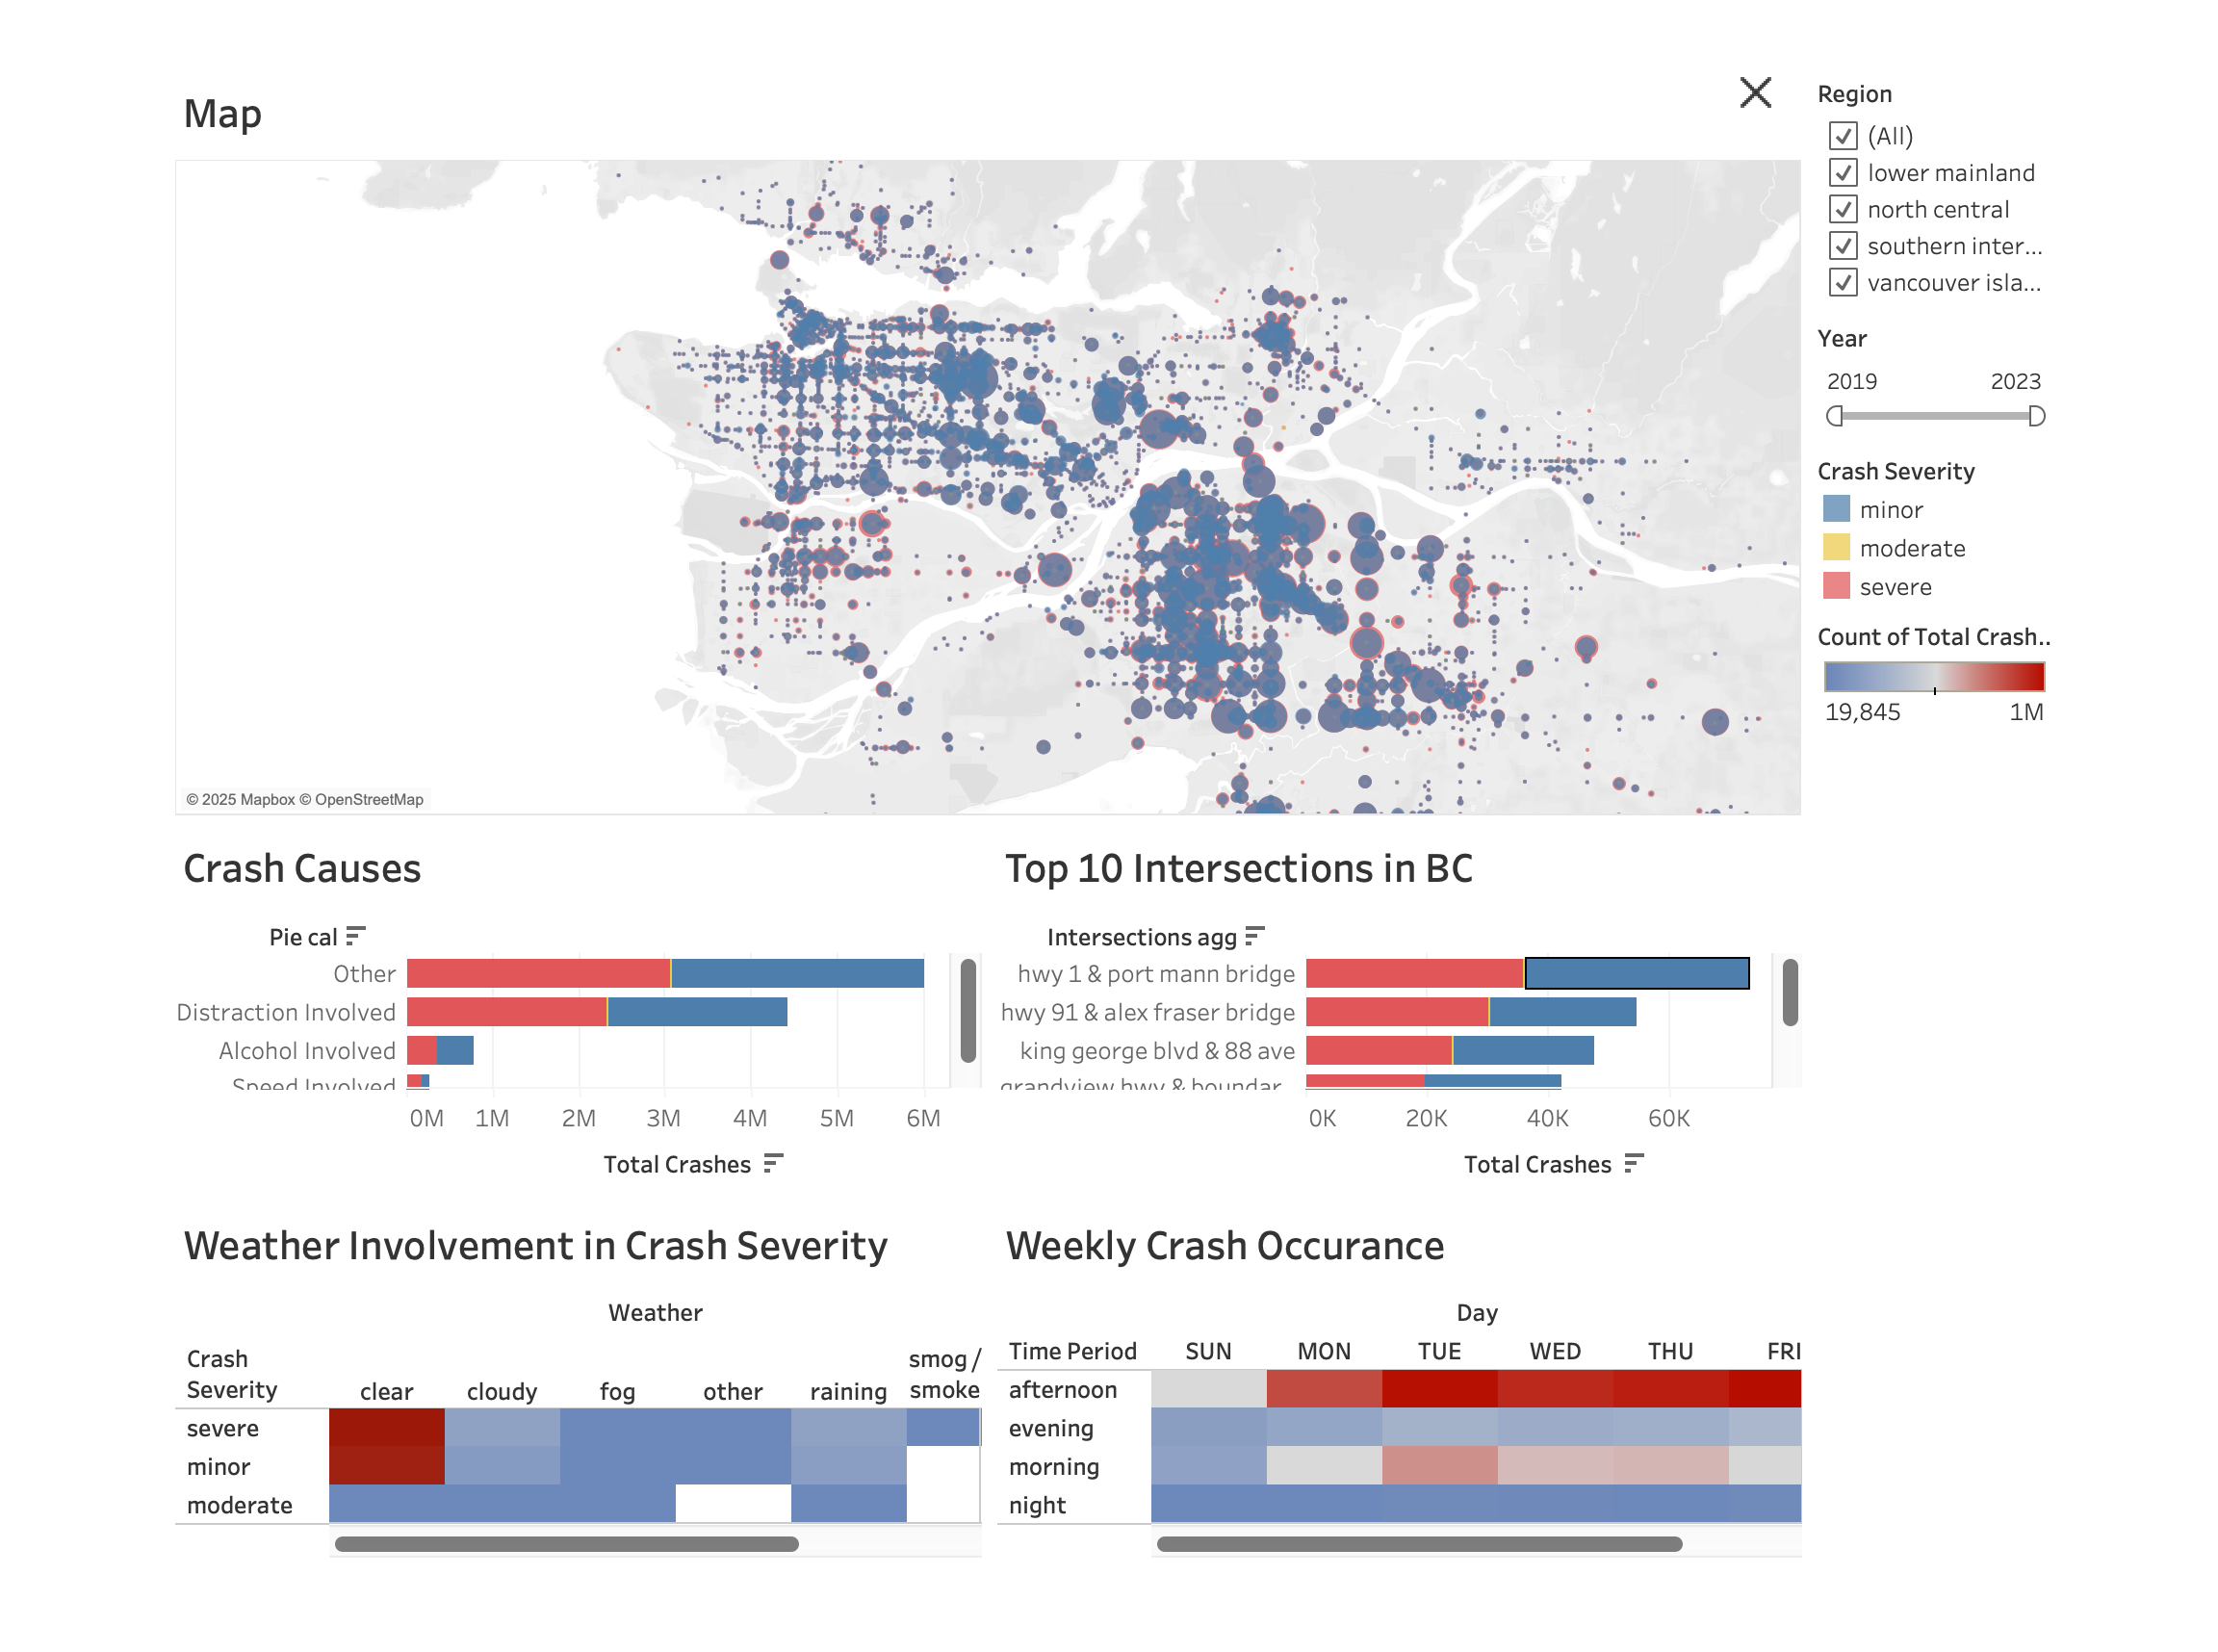 Map
© 2025 Mapbox © OpenStreetMap
Region
(All)
lower mainland
north central
southern inter...
vancouver isla...
Year
2019 2023
Crash Severity
minor
moderate
severe
Count of Total Crash..
19,845 1M
Crash Causes
Pie cal
Other
Distraction Involved
Alcohol Involved
Speed Involved
0M 1M 2M 3M 4M 5M 6M
Total Crashes
Top 10 Intersections in BC
Intersections agg
hwy 1 & port mann bridge
hwy 91 & alex fraser bridge
king george blvd & 88 ave
grandview hwy & boundar..
0K 20K 40K 60K
Total Crashes
Weather Involvement in Crash Severity
Weather
Crash
Severity
clear cloudy fog other raining
smog /
smoke
severe
minor
moderate
Weekly Crash Occurance
Day
Time Period SUN MON TUE WED THU FRI
afternoon
evening
morning
night